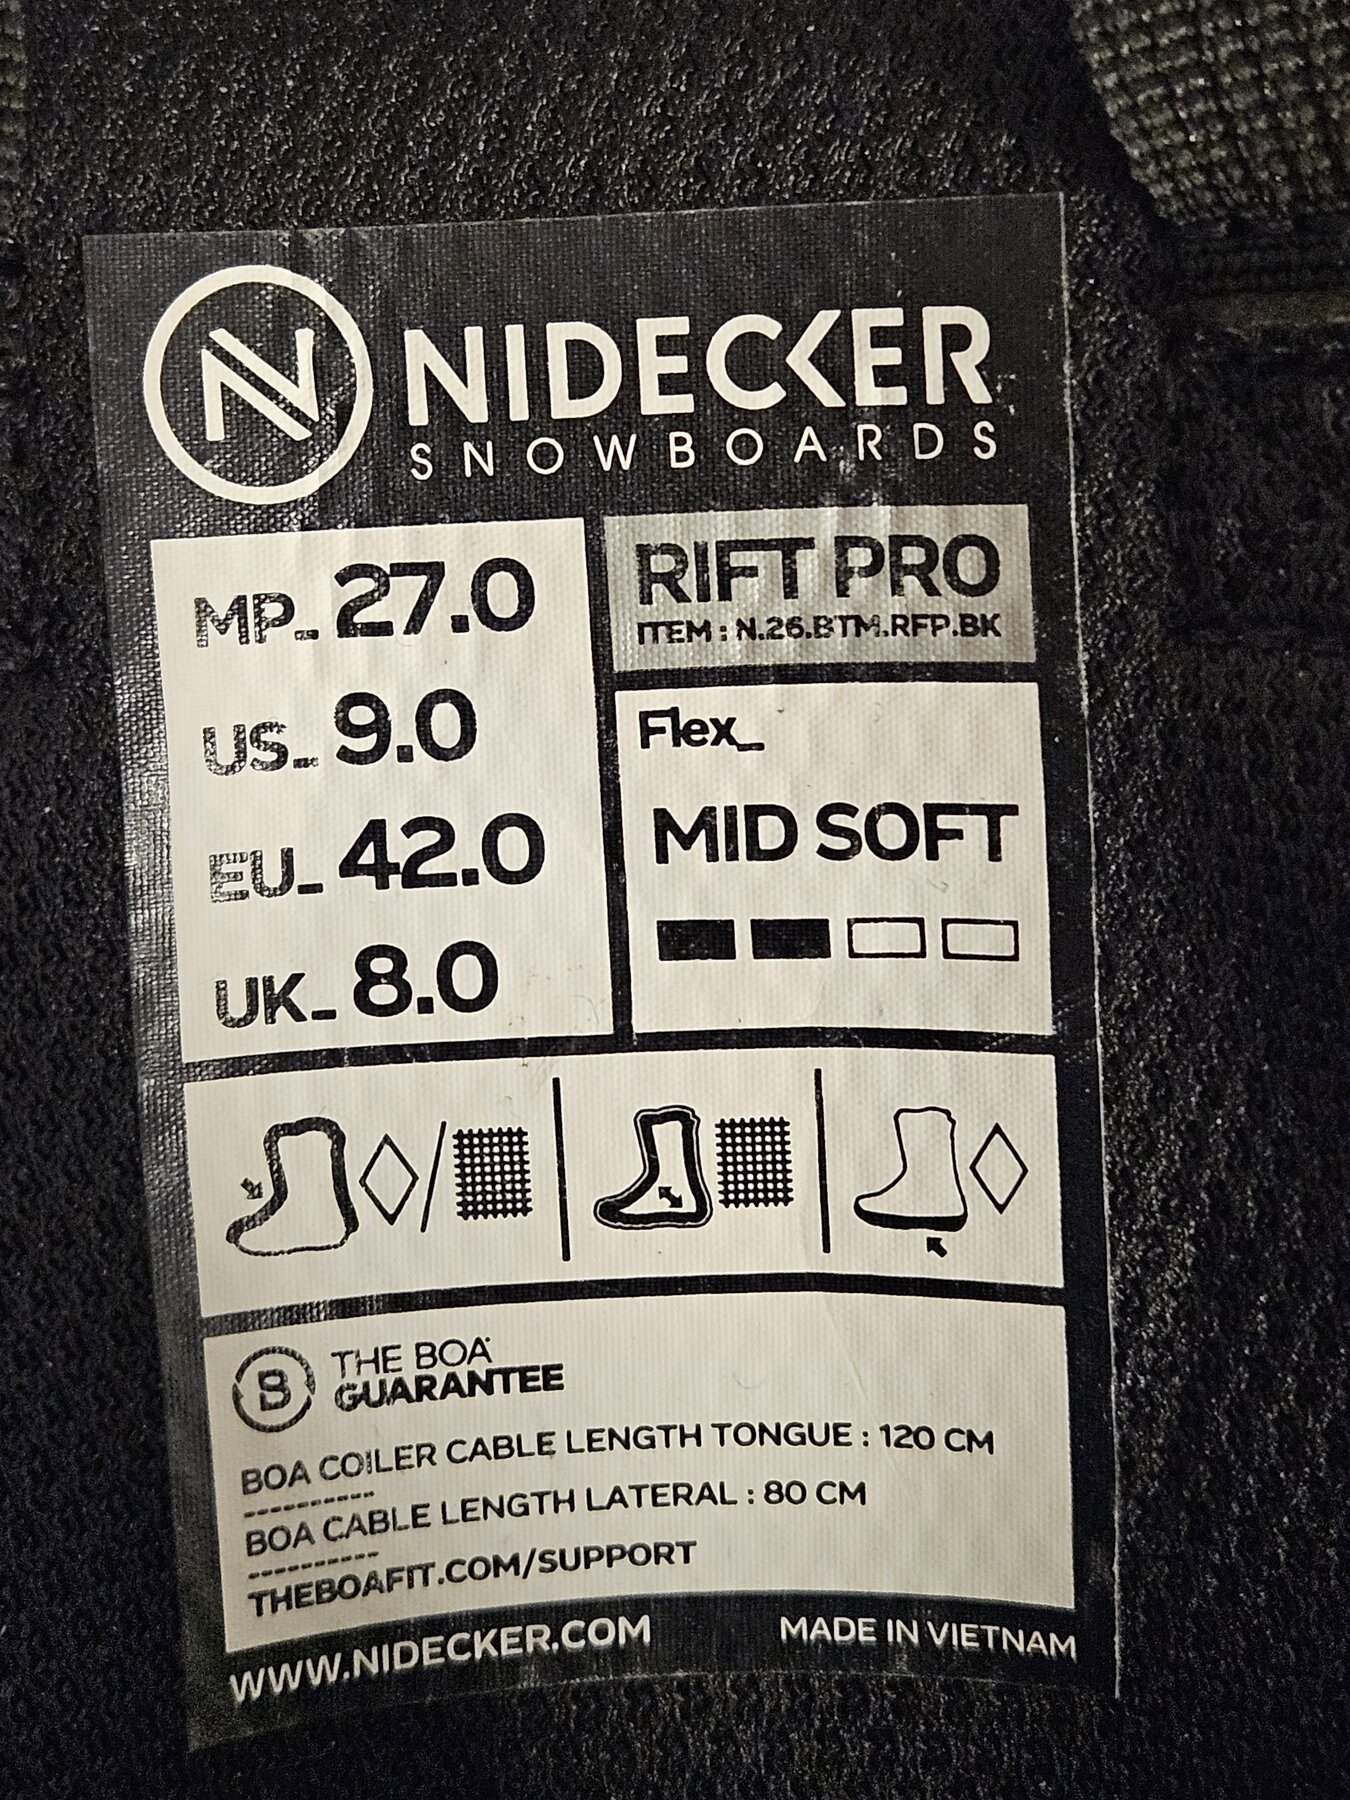 NIDECKER
SNOWBOARDS
MP_ 27.0
US_ 9.0
EU_ 42.0
UK_ 8.0
RIFT PRO
ITEM : N.26.BTM.RFP.BK
Flex_
MID SOFT
B THE BOA
GUARANTEE
BOA COILER CABLE LENGTH TONGUE : 120 CM
----------
BOA CABLE LENGTH LATERAL : 80 CM
----------
THEBOAFIT.COM/SUPPORT
WWW.NIDECKER.COM
MADE IN VIETNAM